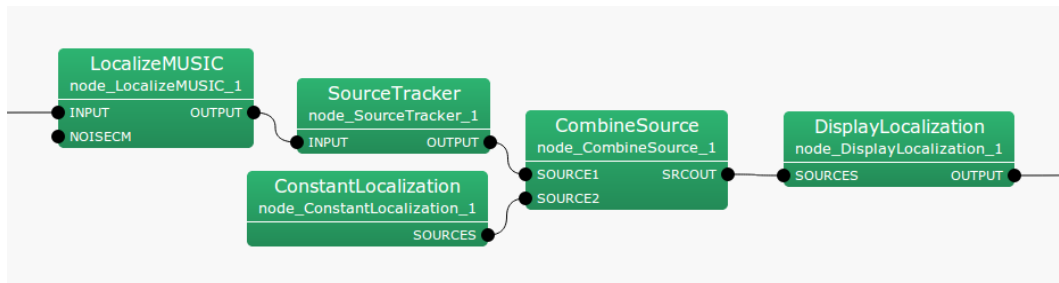 LocalizeMUSIC
node_LocalizeMUSIC_1
INPUT OUTPUT
NOISECM
SourceTracker
node_SourceTracker_1
INPUT OUTPUT
ConstantLocalization
node_ConstantLocalization_1
SOURCES
CombineSource
node_CombineSource_1
SOURCE1 SRCOUT
SOURCE2
DisplayLocalization
node_DisplayLocalization_1
SOURCES OUTPUT